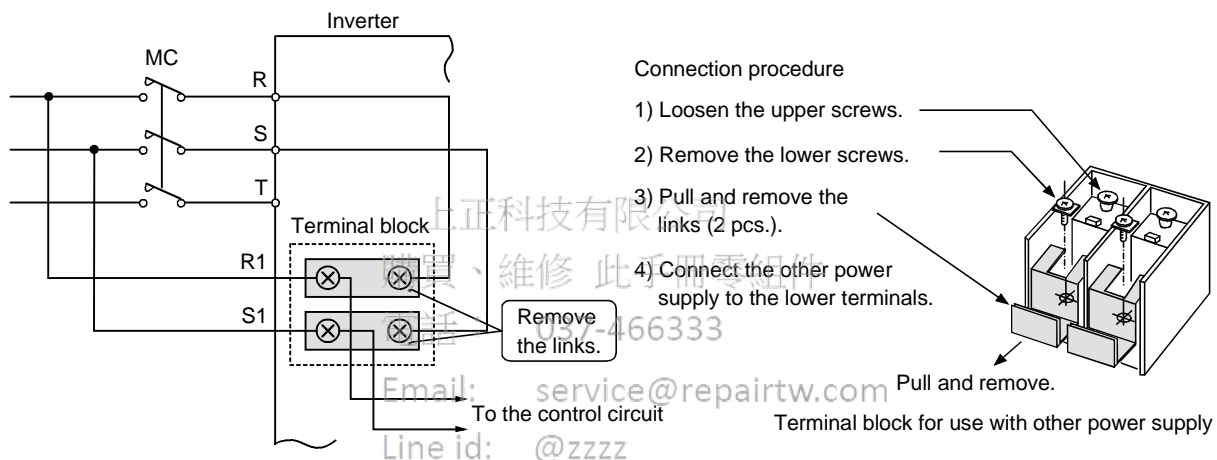 Inverter
MC
R
S
T
Terminal block
R1
S1
Remove
the links.
To the control circuit
Connection procedure
1) Loosen the upper screws.
2) Remove the lower screws.
3) Pull and remove the
links (2 pcs.).
4) Connect the other power
supply to the lower terminals.
Pull and remove.
Terminal block for use with other power supply
上正科技有限公司
購買、維修 此手冊零組件
電話: 037-466333
Email: service@repairtw.com
Line id: @zzzz